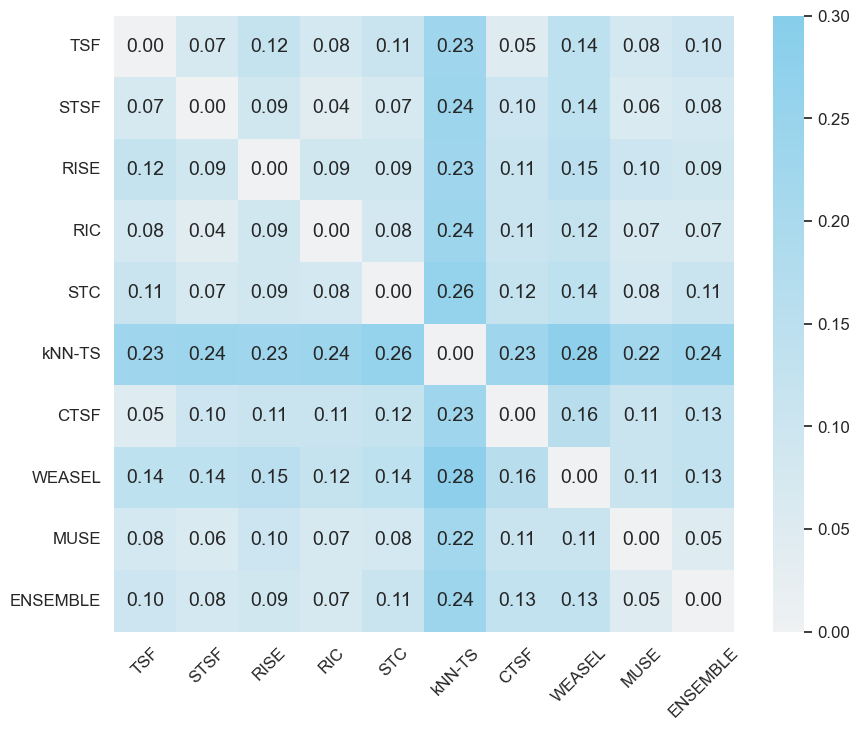 TSF 0.00 0.07 0.12 0.08 0.11 0.23 0.05 0.14 0.08 0.10
STSF 0.07 0.00 0.09 0.04 0.07 0.24 0.10 0.14 0.06 0.08
RISE 0.12 0.09 0.00 0.09 0.09 0.23 0.11 0.15 0.10 0.09
RIC 0.08 0.04 0.09 0.00 0.08 0.24 0.11 0.12 0.07 0.07
STC 0.11 0.07 0.09 0.08 0.00 0.26 0.12 0.14 0.08 0.11
kNN-TS 0.23 0.24 0.23 0.24 0.26 0.00 0.23 0.28 0.22 0.24
CTSF 0.05 0.10 0.11 0.11 0.12 0.23 0.00 0.16 0.11 0.13
WEASEL 0.14 0.14 0.15 0.12 0.14 0.28 0.16 0.00 0.11 0.13
MUSE 0.08 0.06 0.10 0.07 0.08 0.22 0.11 0.11 0.00 0.05
ENSEMBLE 0.10 0.08 0.09 0.07 0.11 0.24 0.13 0.13 0.05 0.00
TSF STSF RISE RIC STC kNN-TS CTSF WEASEL MUSE ENSEMBLE
0.30
0.25
0.20
0.15
0.10
0.05
0.00